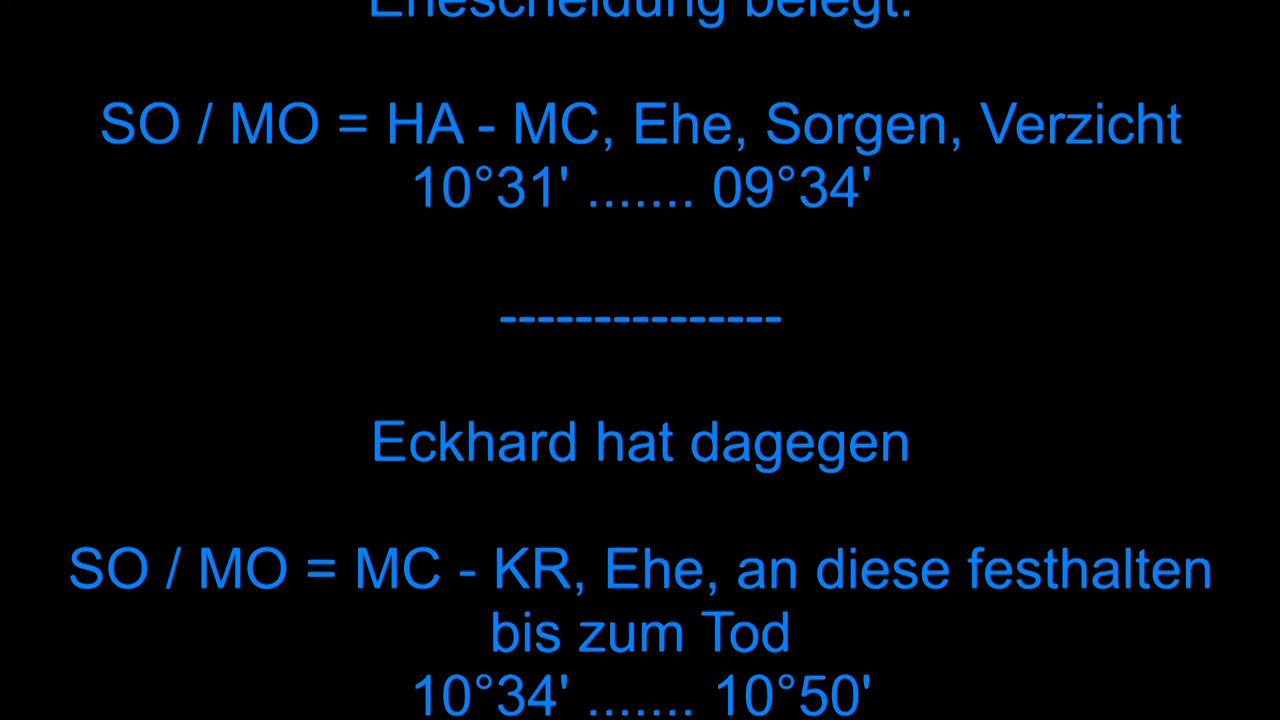 Ehescheidung belegt.
SO / MO = HA - MC, Ehe, Sorgen, Verzicht
10°31' ....... 09°34'
---------------
Eckhard hat dagegen
SO / MO = MC - KR, Ehe, an diese festhalten
bis zum Tod
10°34' ....... 10°50'